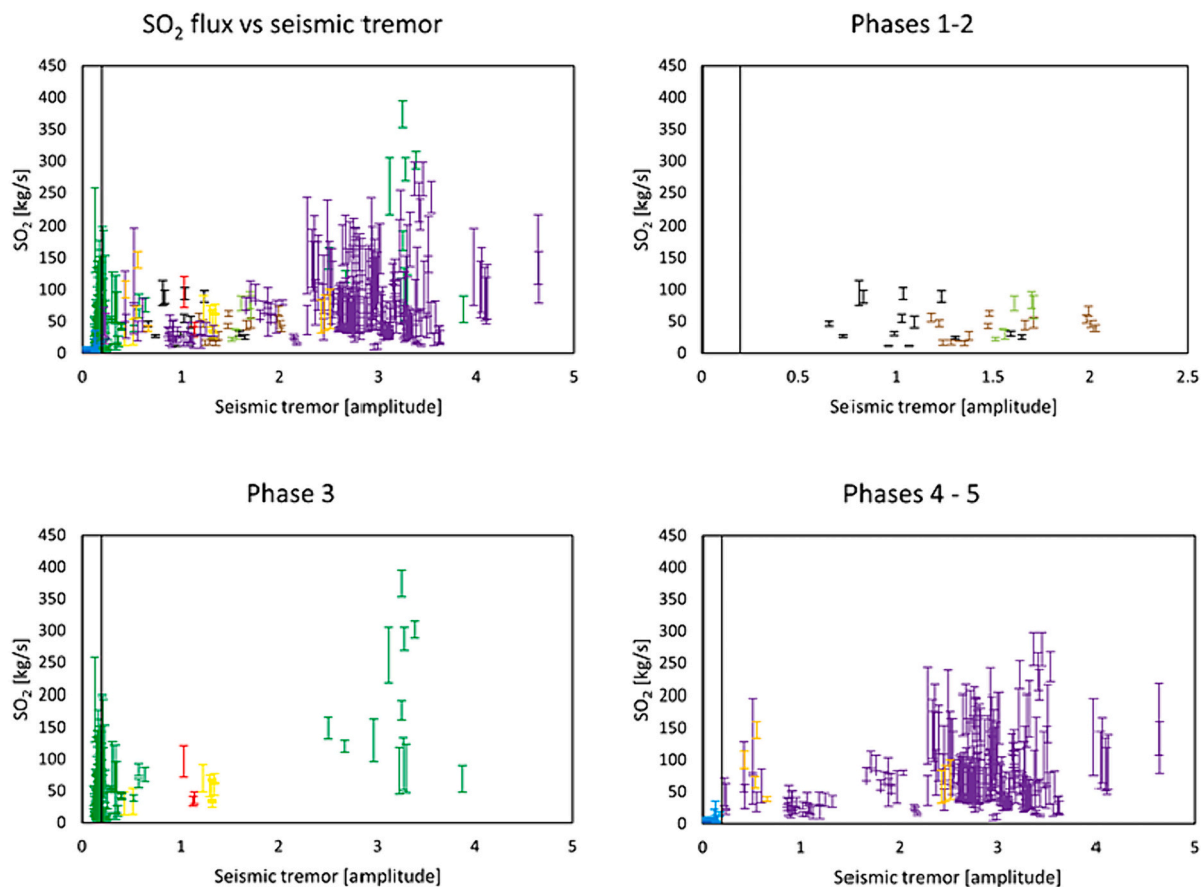 SO₂ flux vs seismic tremor
450
400
350
300
250
200
150
100
50
0
SO₂ [kg/s]
0 1 2 3 4 5
Seismic tremor [amplitude]
Phases 1-2
450
400
350
300
250
200
150
100
50
0
SO₂ [kg/s]
0 0.5 1 1.5 2 2.5
Seismic tremor [amplitude]
Phase 3
450
400
350
300
250
200
150
100
50
0
SO₂ [kg/s]
0 1 2 3 4 5
Seismic tremor [amplitude]
Phases 4 - 5
450
400
350
300
250
200
150
100
50
0
SO₂ [kg/s]
0 1 2 3 4 5
Seismic tremor [amplitude]